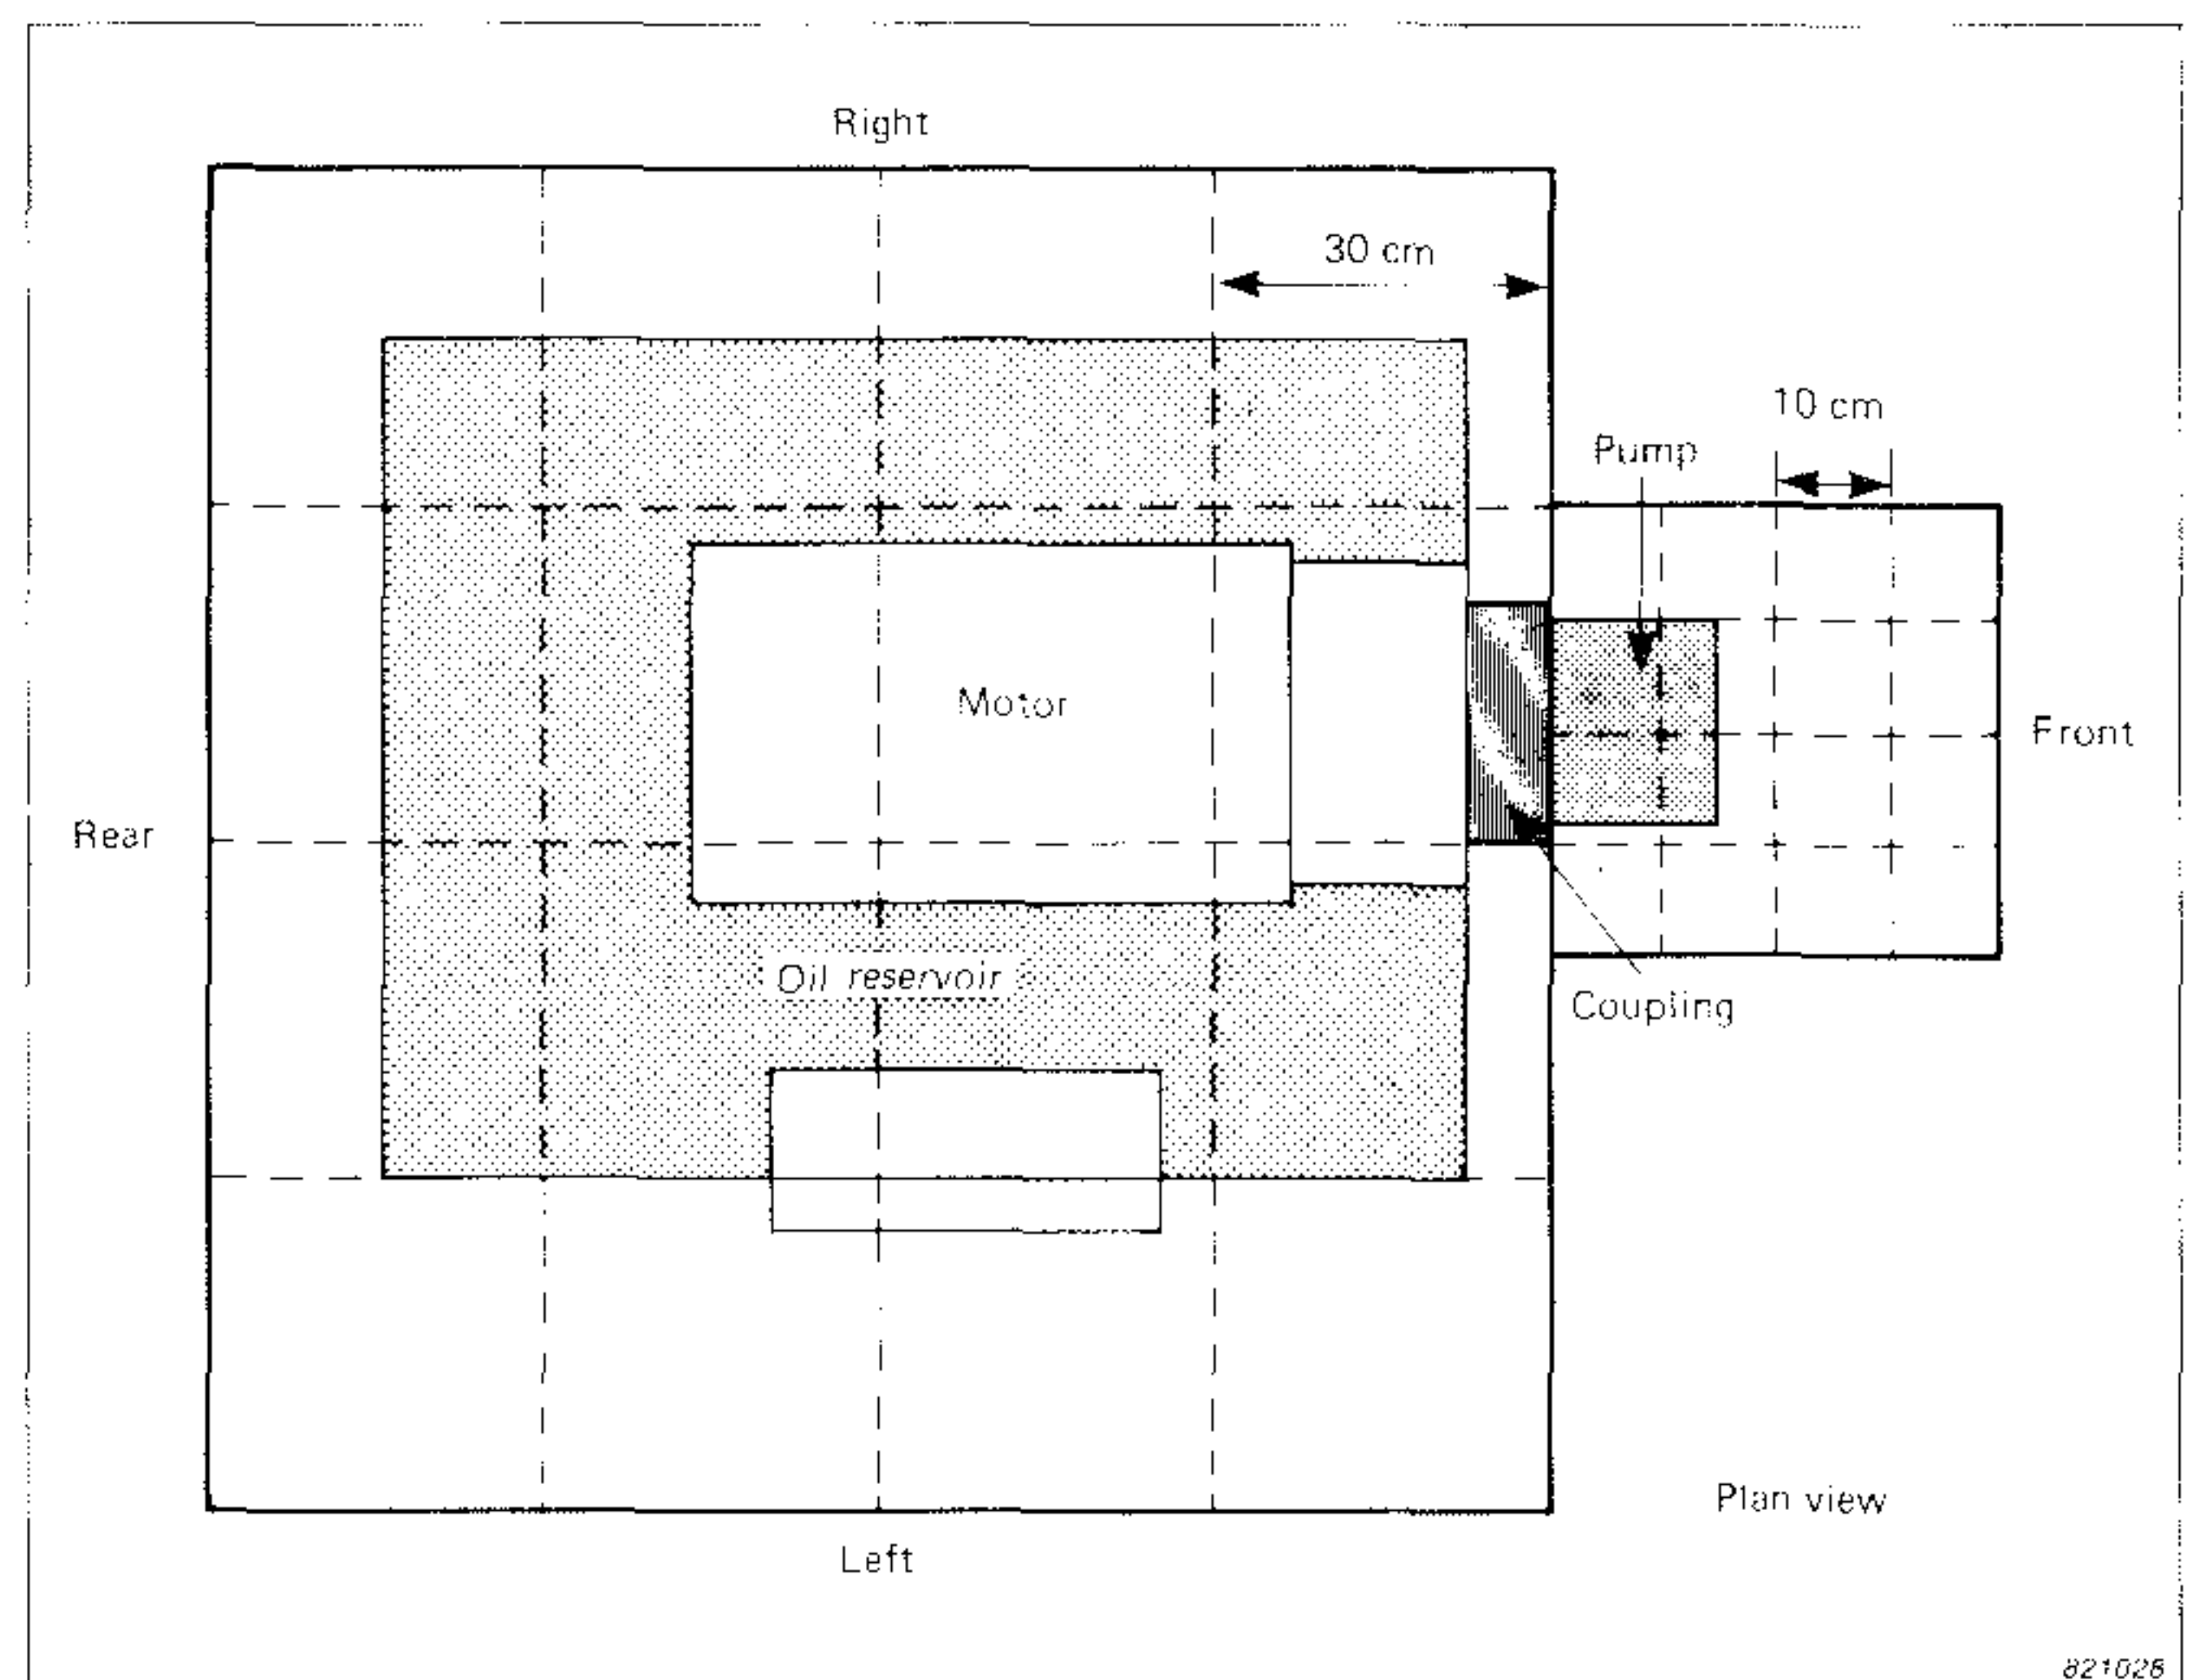 Right
30 cm
10 cm
Pump
Motor
Front
Rear
Oil reservoir
Coupling
Plan view
Left
821028